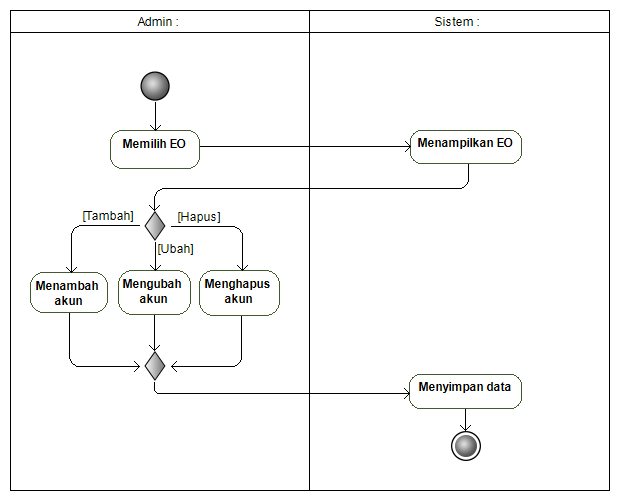 Admin :
Sistem :
Memilih EO
Menampilkan EO
[Tambah]
[Hapus]
[Ubah]
Menambah
akun
Mengubah
akun
Menghapus
akun
Menyimpan data